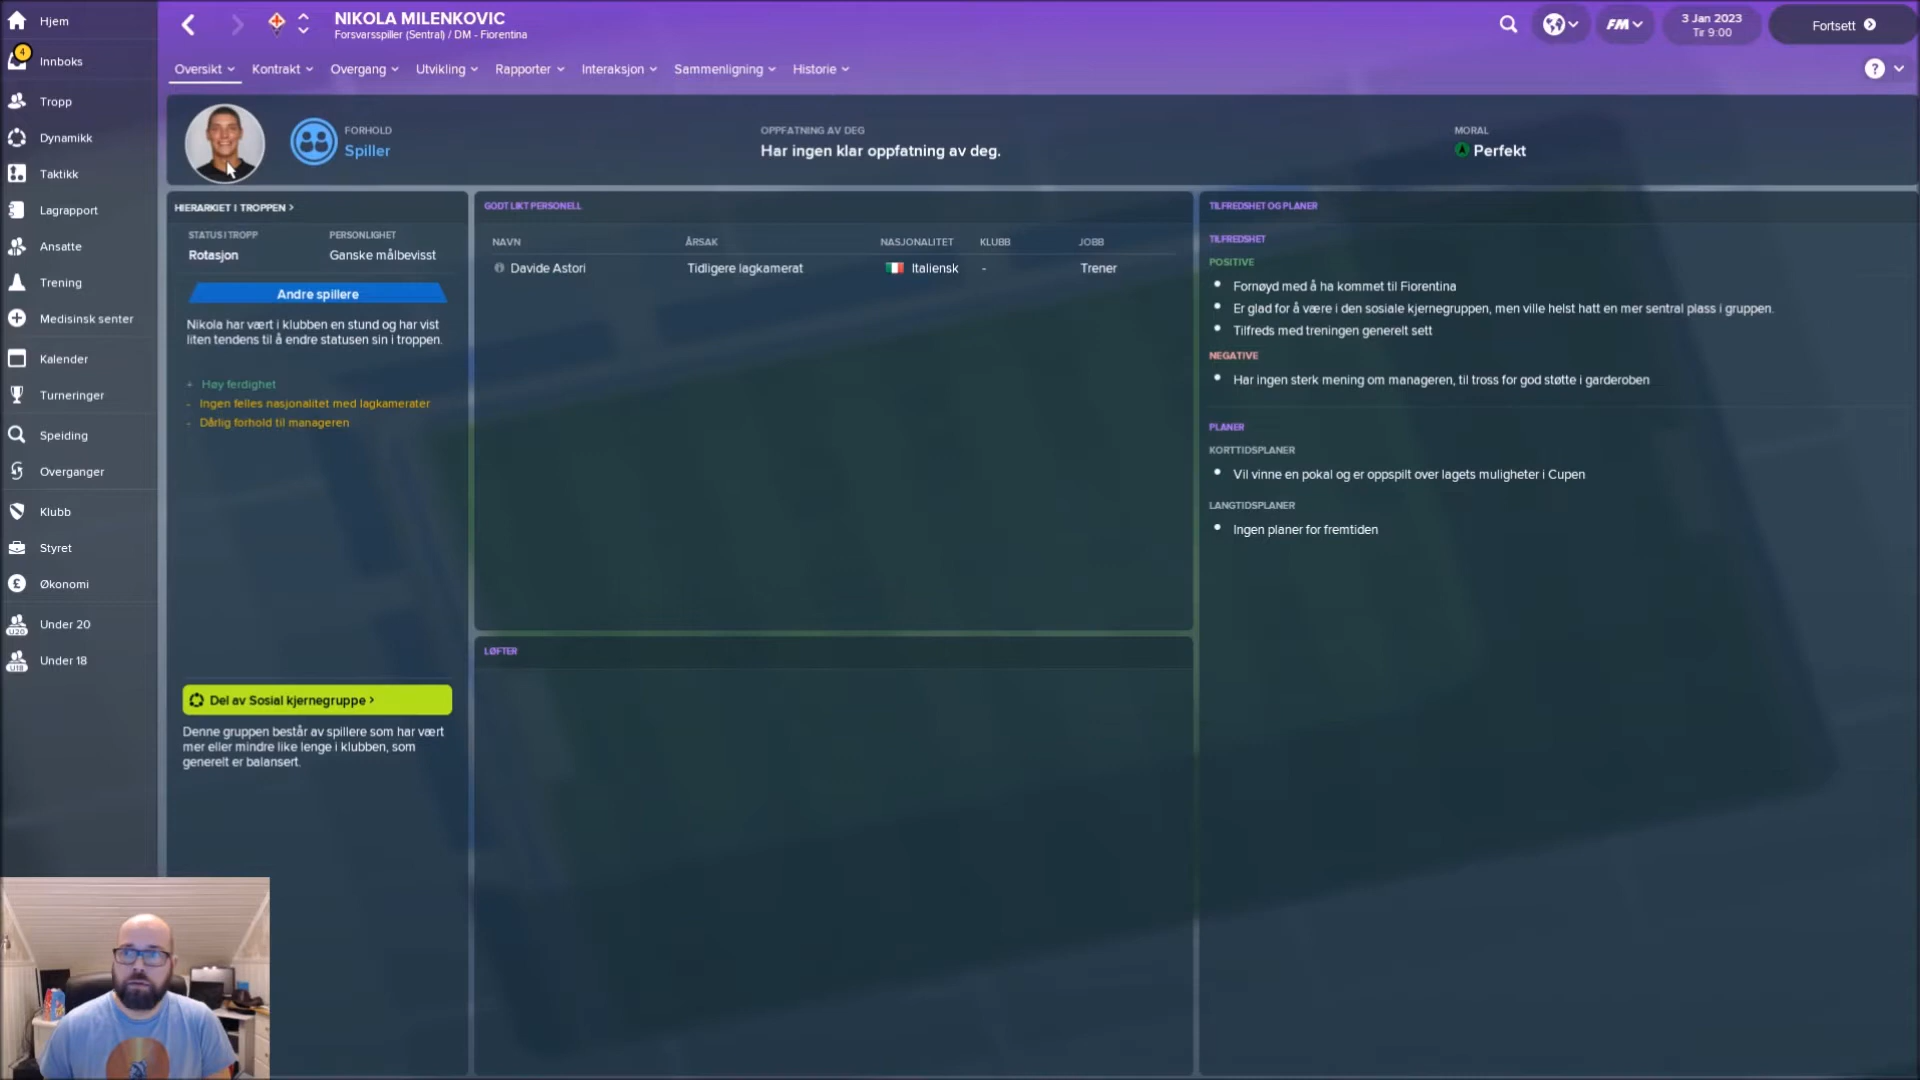 Hjem
4
Innboks
Tropp
Dynamikk
Taktikk
Lagrapport
Ansatte
Trening
Medisinsk senter
Kalender
Turneringer
Speiding
Overganger
Klubb
Styret
Økonomi
U20
Under 20
U18
Under 18
NIKOLA MILENKOVIC
Forsvarsspiller (Sentral) / DM - Fiorentina
FM
3 Jan 2023
Tir 9:00
Fortsett
Oversikt
Kontrakt
Overgang
Utvikling
Rapporter
Interaksjon
Sammenligning
Historie
?
FORHOLD
Spiller
OPPFATNING AV DEG
Har ingen klar oppfatning av deg.
MORAL
Perfekt
HIERARKIET I TROPPEN >
STATUS I TROPP
PERSONLIGHET
Rotasjon
Ganske målbevisst
Andre spillere
Nikola har vært i klubben en stund og har vist
liten tendens til å endre statusen sin i troppen.
+ Høy ferdighet
- Ingen felles nasjonalitet med lagkamerater
- Dårlig forhold til manageren
Del av Sosial kjernegruppe >
Denne gruppen består av spillere som har vært
mer eller mindre like lenge i klubben, som
generelt er balansert.
GODT LIKT PERSONELL
NAVN ÅRSAK NASJONALITET KLUBB JOBB
Davide Astori Tidligere lagkamerat Italiensk - Trener
LØFTER
TILFREDSHET OG PLANER
TILFREDSHET
POSITIVE
Fornøyd med å ha kommet til Fiorentina
Er glad for å være i den sosiale kjernegruppen, men ville helst hatt en mer sentral plass i gruppen.
Tilfreds med treningen generelt sett
NEGATIVE
Har ingen sterk mening om manageren, til tross for god støtte i garderoben
PLANER
KORTTIDSPLANER
Vil vinne en pokal og er oppspilt over lagets muligheter i Cupen
LANGTIDSPLANER
Ingen planer for fremtiden